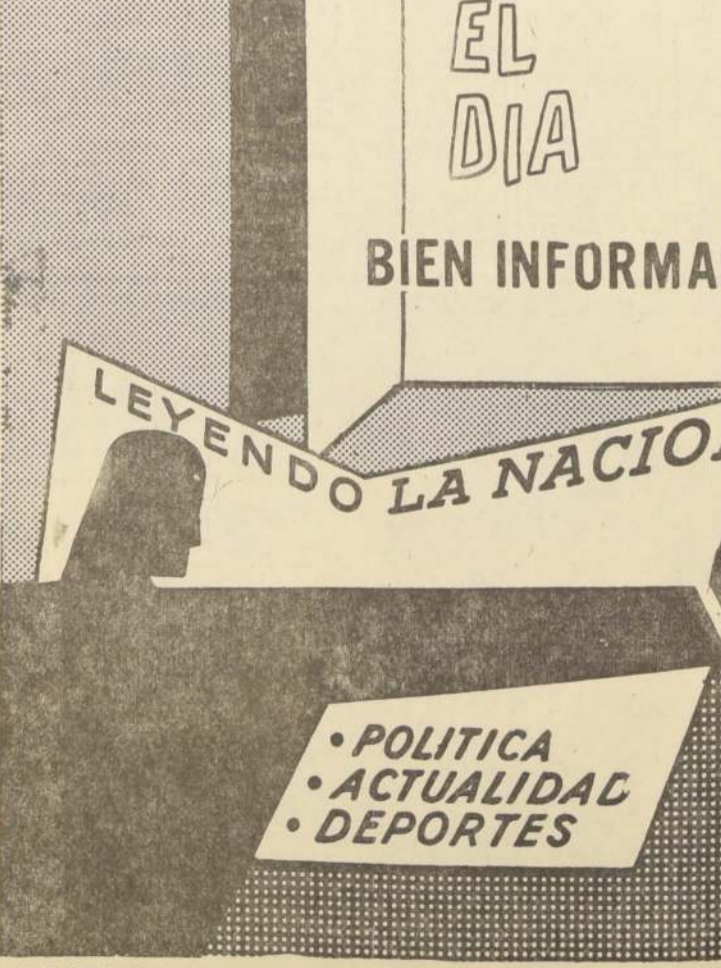 EL
DIA
BIEN INFORMA
LEYENDO LA NACIO
• POLITICA
• ACTUALIDAD
• DEPORTES